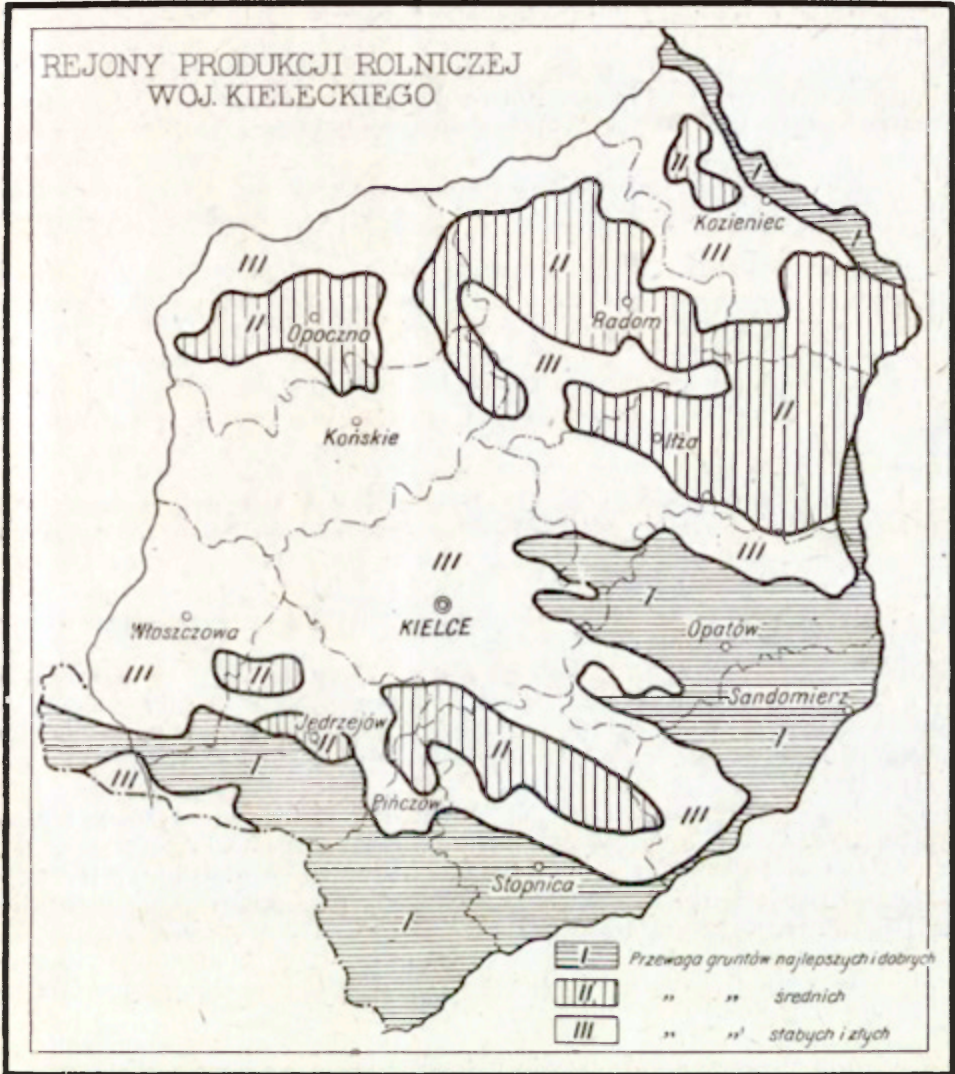 REJONY PRODUKCJI ROLNICZEJ
WOJ. KIELECKIEGO
II
I
Kozieniec
I
III
III
II
II
Opoczno
Radom
III
II
Końskie
Iłża
III
III
I
KIELCE
Włoszczowa
Opatów
III
II
Sandomierz
Jędrzejów
II
II
I
I
III
Pińczów
III
Stopnica
I
I Przewaga gruntów najlepszych i dobrych
II „ „ średnich
III „ „ słabych i złych